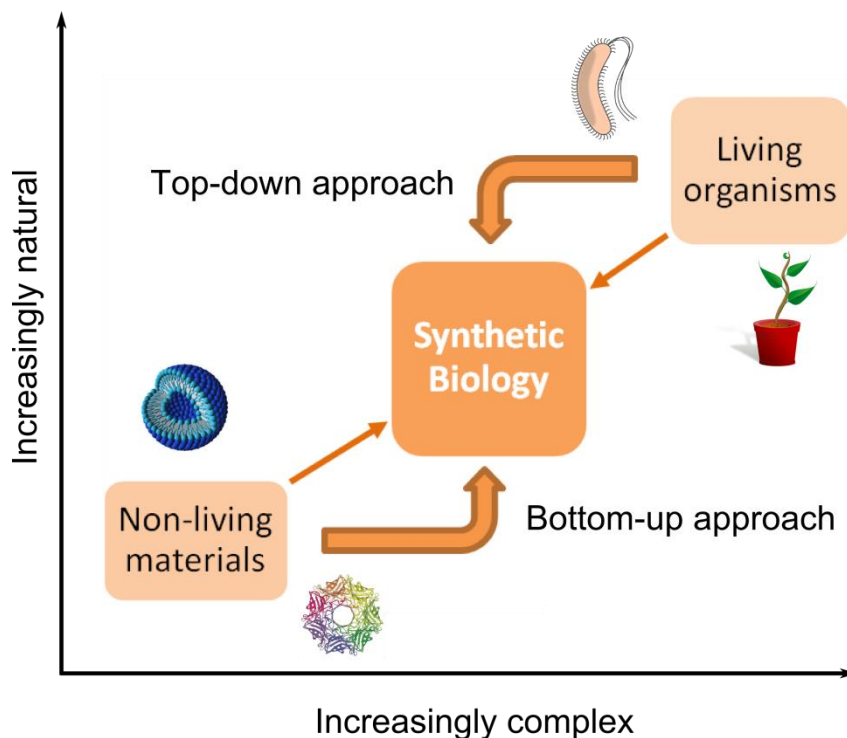 Increasingly natural
Top-down approach
Living
organisms
Synthetic
Biology
Non-living
materials
Bottom-up approach
Increasingly complex